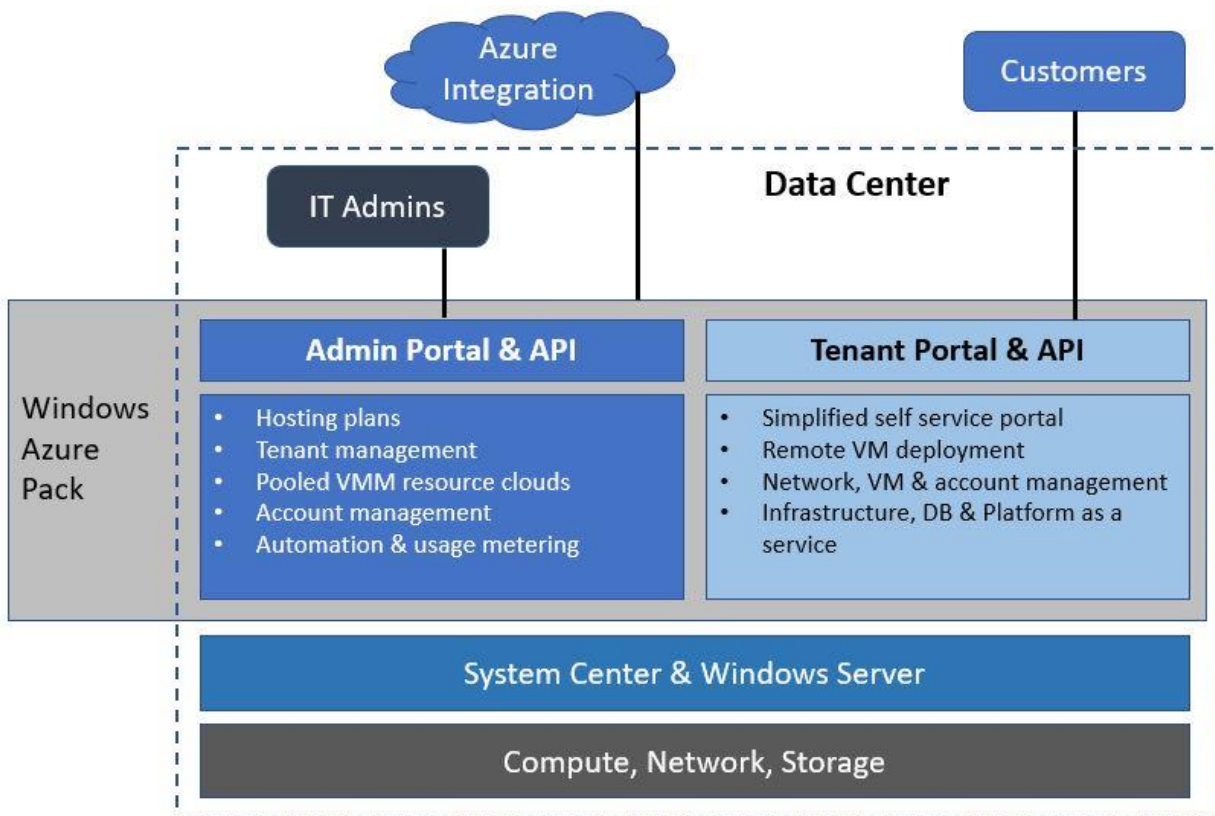 Azure
Integration
Customers
Data Center
IT Admins
Admin Portal & API
Tenant Portal & API
Windows
Azure
Pack
• Hosting plans
• Tenant management
• Pooled VMM resource clouds
• Account management
• Automation & usage metering
• Simplified self service portal
• Remote VM deployment
• Network, VM & account management
• Infrastructure, DB & Platform as a
service
System Center & Windows Server
Compute, Network, Storage